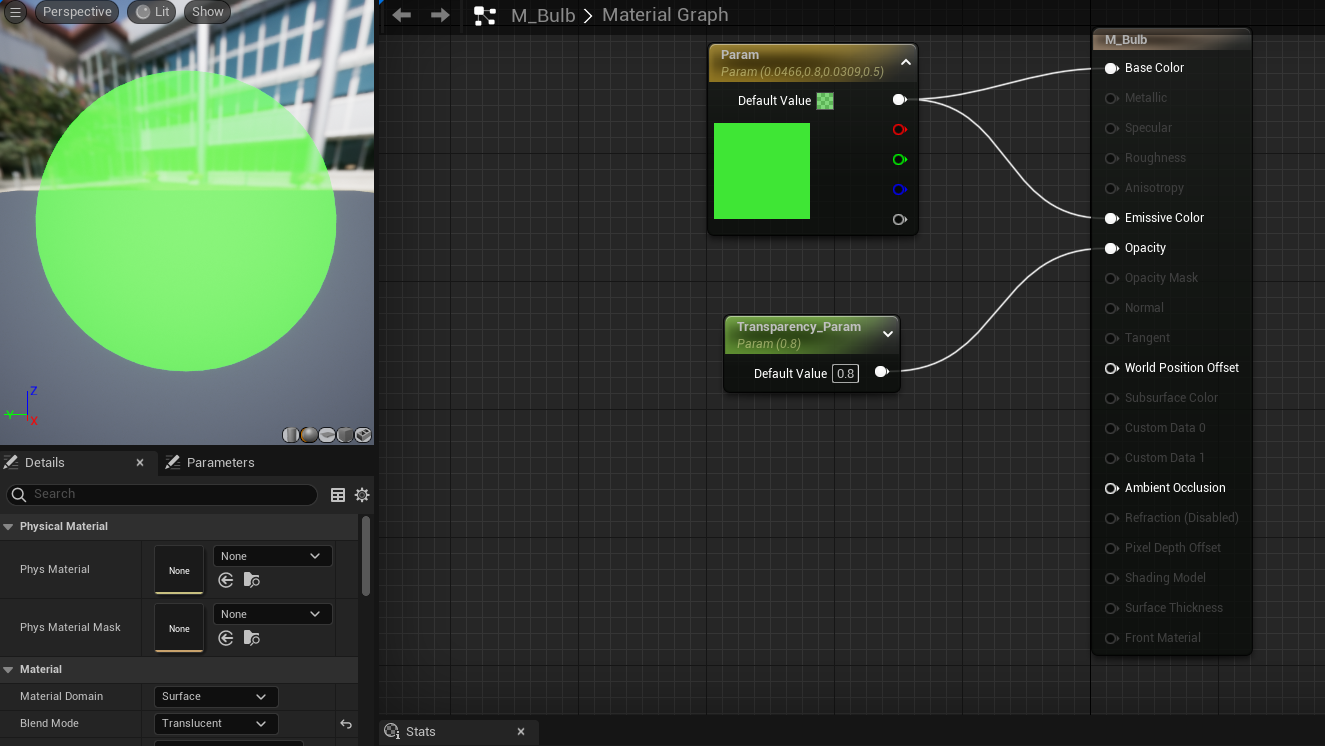 Perspective
Lit
Show
M_Bulb > Material Graph
Z
Y
X
Details
Parameters
Search
Physical Material
Phys Material
None
None
Phys Material Mask
None
None
Material
Material Domain
Surface
Blend Mode
Translucent
Param
Param (0.0466,0.8,0.0309,0.5)
Default Value
Transparency_Param
Param (0.8)
Default Value 0.8
M_Bulb
Base Color
Metallic
Specular
Roughness
Anisotropy
Emissive Color
Opacity
Opacity Mask
Normal
Tangent
World Position Offset
Subsurface Color
Custom Data 0
Custom Data 1
Ambient Occlusion
Refraction (Disabled)
Pixel Depth Offset
Shading Model
Surface Thickness
Front Material
Stats